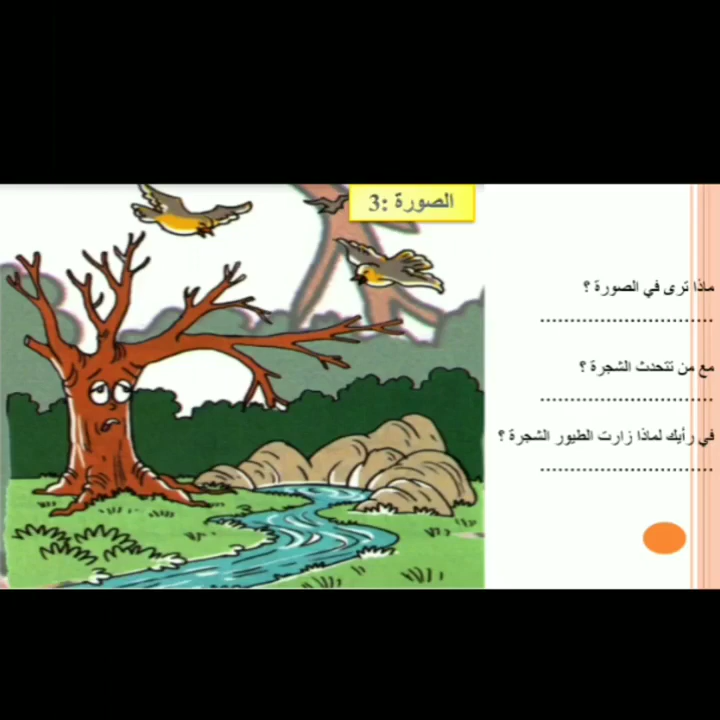 الصورة :3
ماذا ترى في الصورة ؟
.............................
مع من تتحدث الشجرة ؟
.............................
في رأيك لماذا زارت الطيور الشجرة ؟
.............................